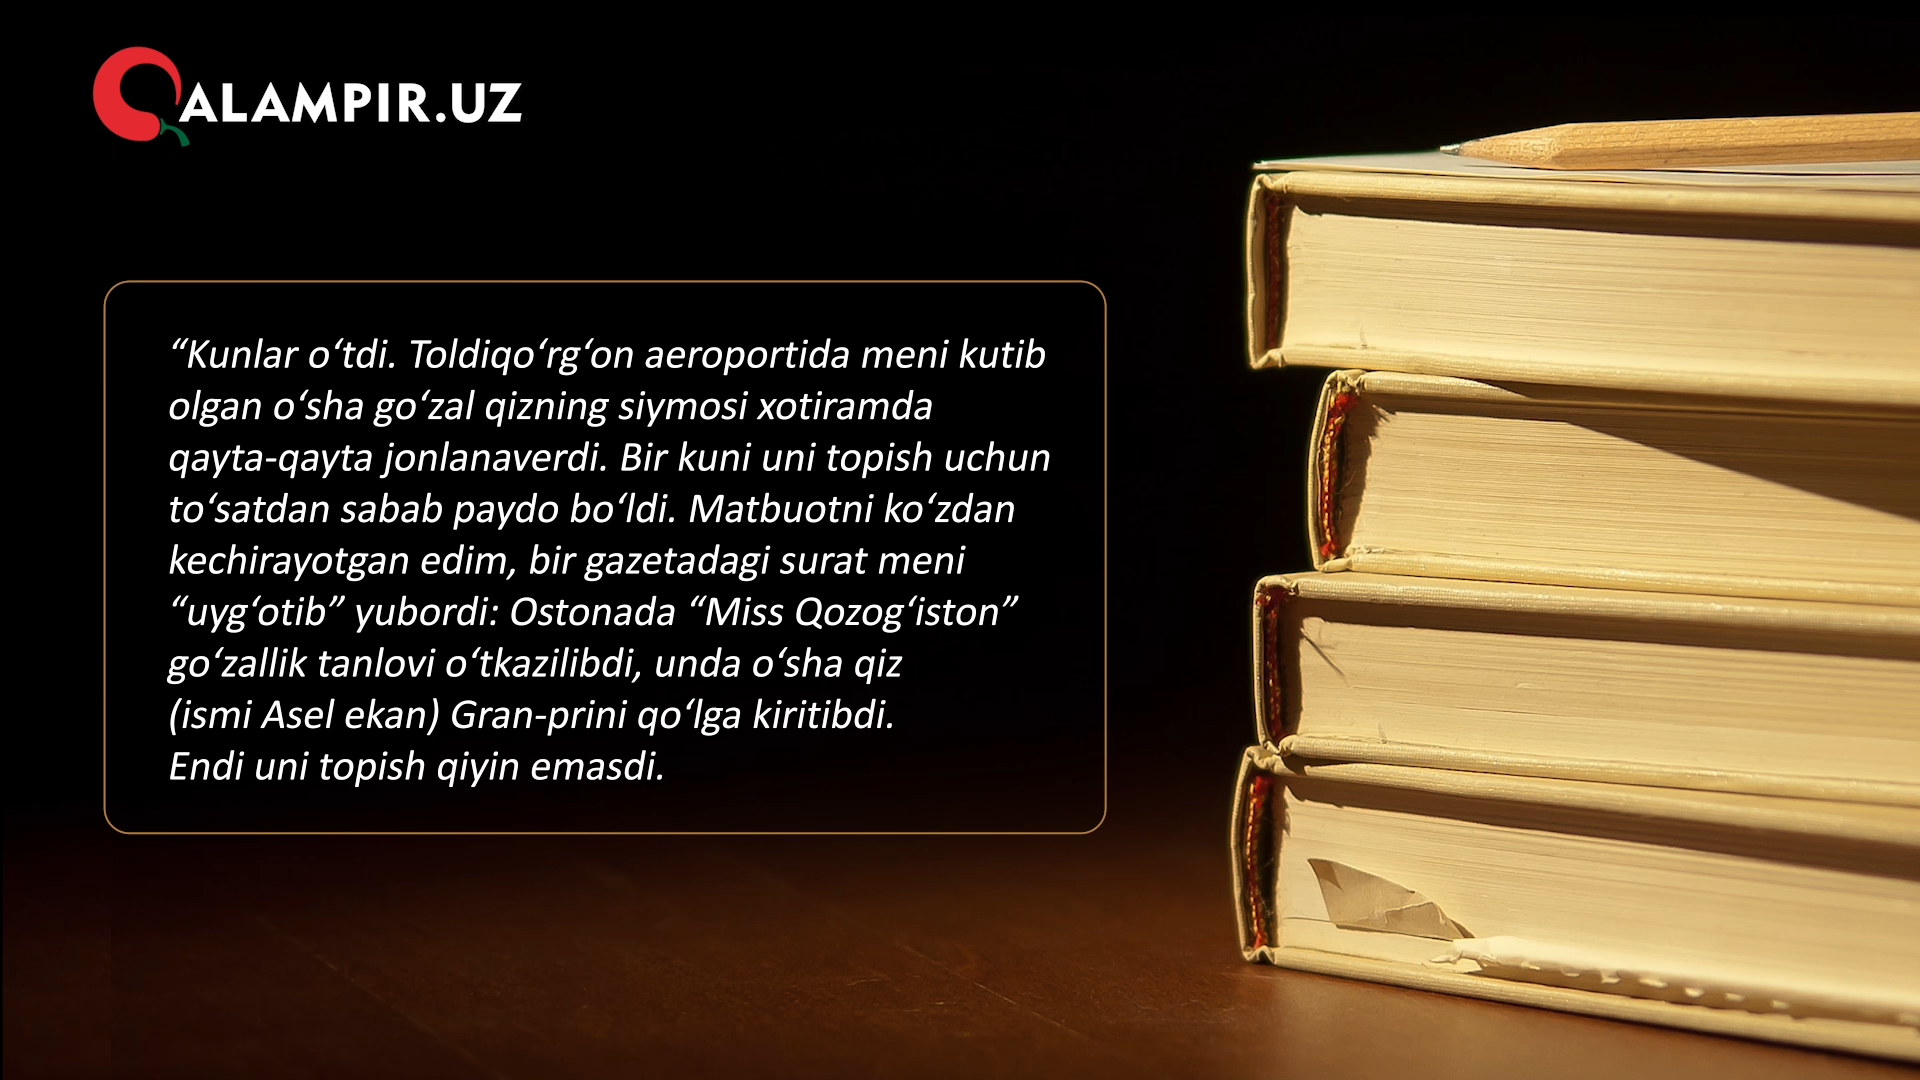 QALAMPIR.UZ
“Kunlar o‘tdi. Toldiqo‘rg‘on aeroportida meni kutib
olgan o‘sha go‘zal qizning siymosi xotiramda
qayta-qayta jonlanaverdi. Bir kuni uni topish uchun
to‘satdan sabab paydo bo‘ldi. Matbuotni ko‘zdan
kechirayotgan edim, bir gazetadagi surat meni
“uyg‘otib” yubordi: Ostonada “Miss Qozog‘iston”
go‘zallik tanlovi o‘tkazilibdi, unda o‘sha qiz
(ismi Asel ekan) Gran-prini qo‘lga kiritibdi.
Endi uni topish qiyin emasdi.